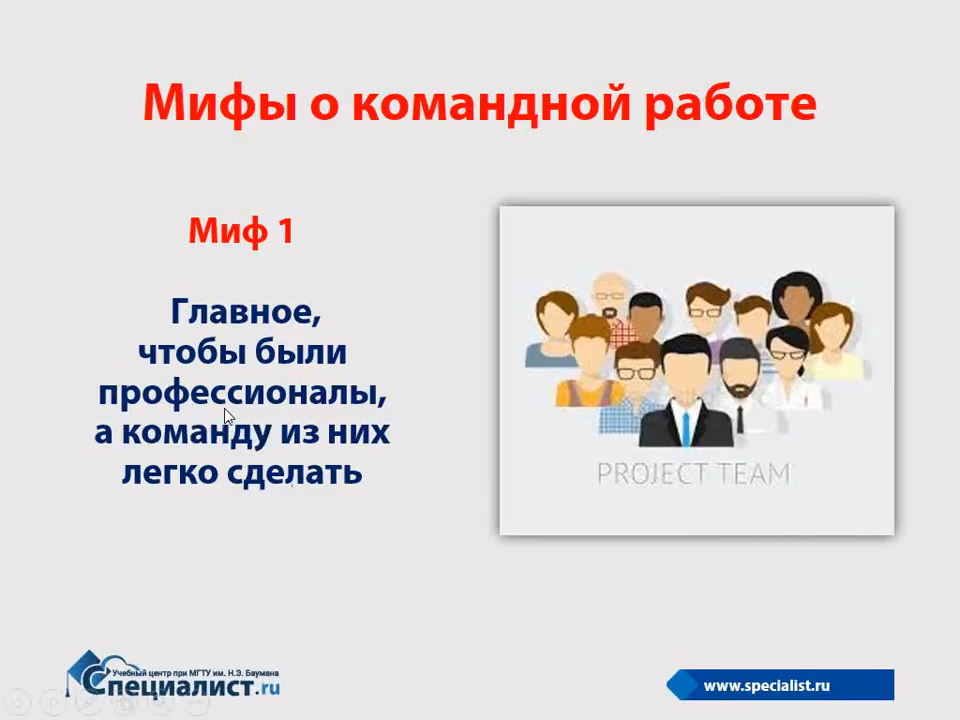 Мифы о командной работе
Миф 1
Главное,
чтобы были
профессионалы,
а команду из них
легко сделать
PROJECT TEAM
Учебный центр при МГТУ им. Н.Э. Баумана
Специалист.ru
www.specialist.ru